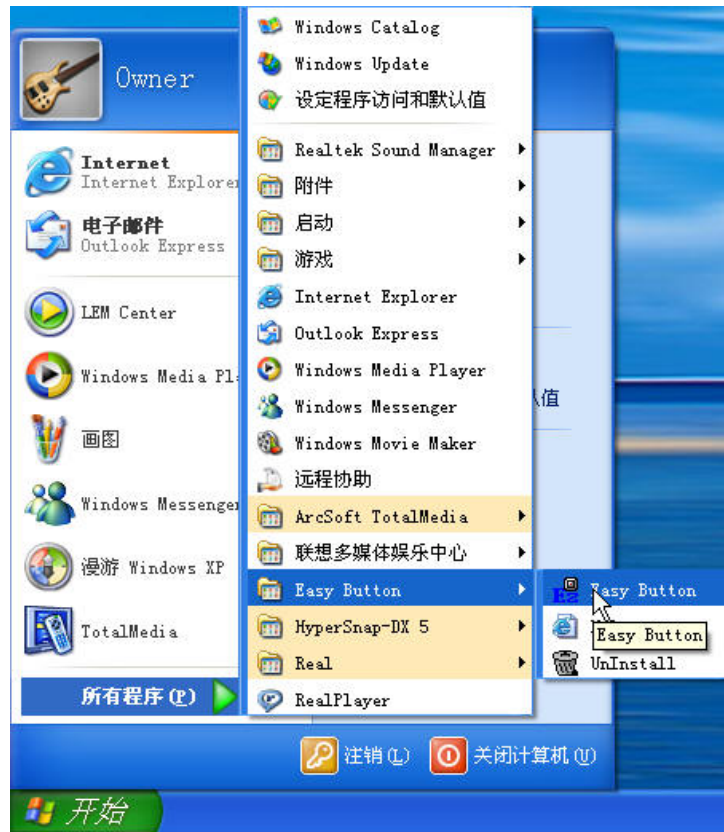 Owner
Internet
Internet Explorer
电子邮件
Outlook Express
LEM Center
Windows Media Pl
画图
Windows Messenger
漫游 Windows XP
TotalMedia
所有程序(P)
Windows Catalog
Windows Update
设定程序访问和默认值
Realtek Sound Manager
附件
启动
游戏
Internet Explorer
Outlook Express
Windows Media Player
Windows Messenger
Windows Movie Maker
远程协助
ArcSoft TotalMedia
联想多媒体娱乐中心
Easy Button
HyperSnap-DX 5
Real
RealPlayer
认值
Easy Button
Easy Button
UnInstall
注销(L)
关闭计算机(U)
开始